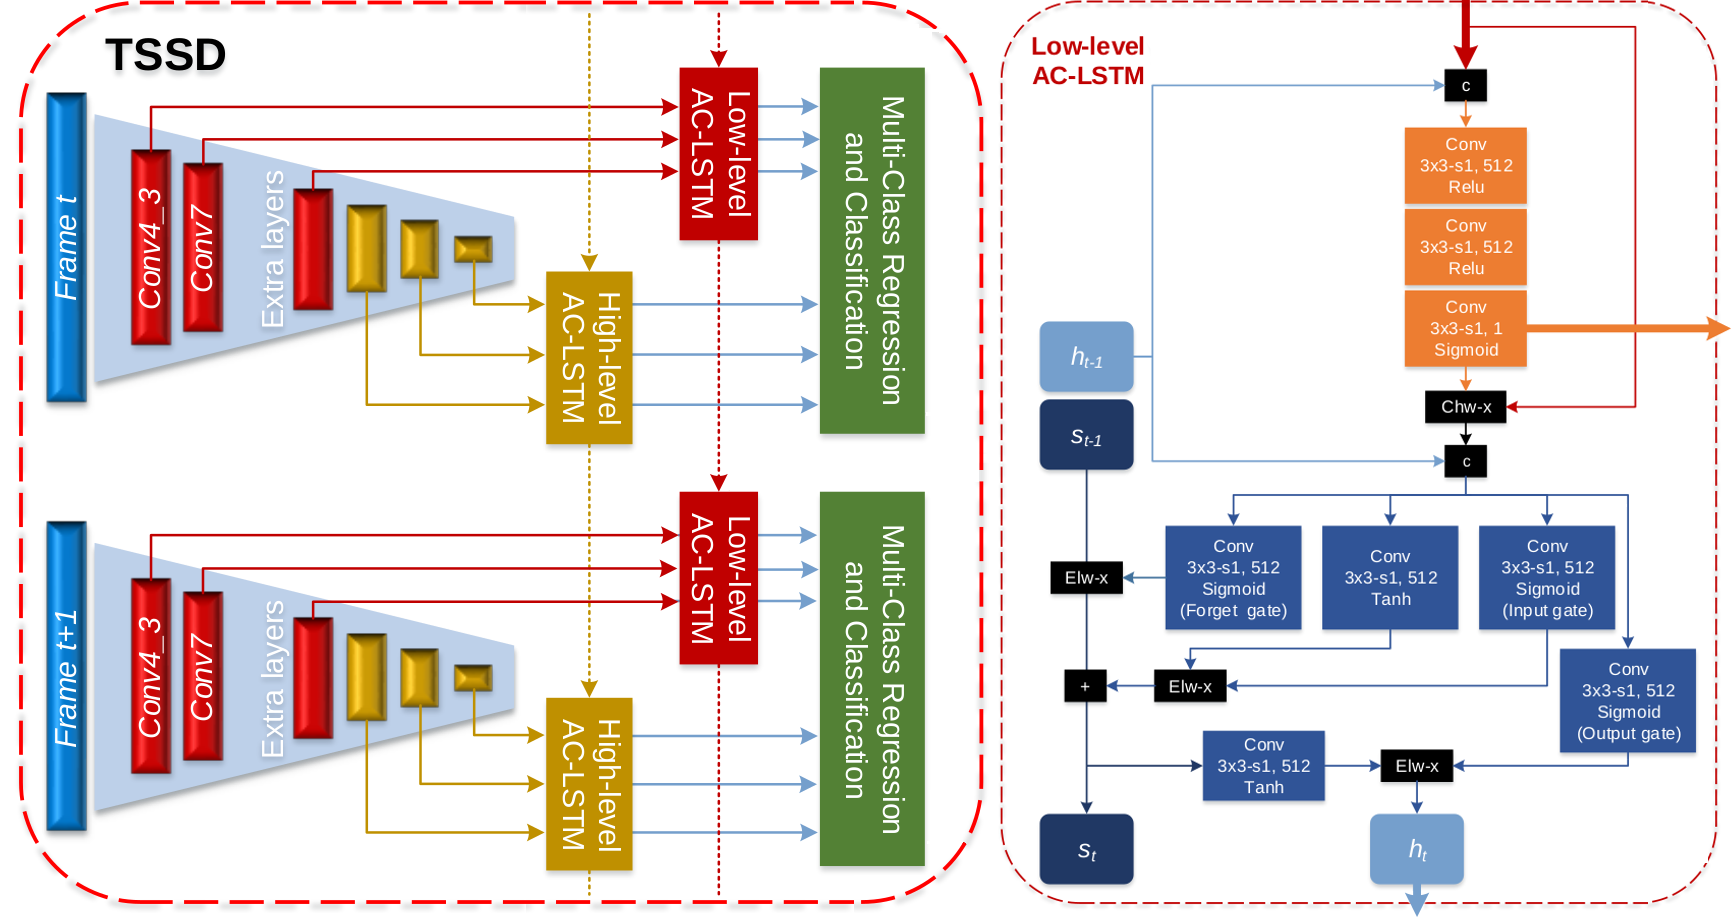 TSSD
Frame t
Conv4_3
Conv7
Extra layers
Low-level
AC-LSTM
High-level
AC-LSTM
Multi-Class Regression
and Classification
Frame t+1
Conv4_3
Conv7
Extra layers
Low-level
AC-LSTM
High-level
AC-LSTM
Multi-Class Regression
and Classification
Low-level
AC-LSTM
c
Conv
3x3-s1, 512
Relu
Conv
3x3-s1, 512
Relu
Conv
3x3-s1, 1
Sigmoid
h t-1
Chw-x
s t-1
c
Conv
3x3-s1, 512
Sigmoid
(Forget gate)
Conv
3x3-s1, 512
Tanh
Conv
3x3-s1, 512
Sigmoid
(Input gate)
Elw-x
Conv
3x3-s1, 512
Sigmoid
(Output gate)
+
Elw-x
Conv
3x3-s1, 512
Tanh
Elw-x
s t
h t